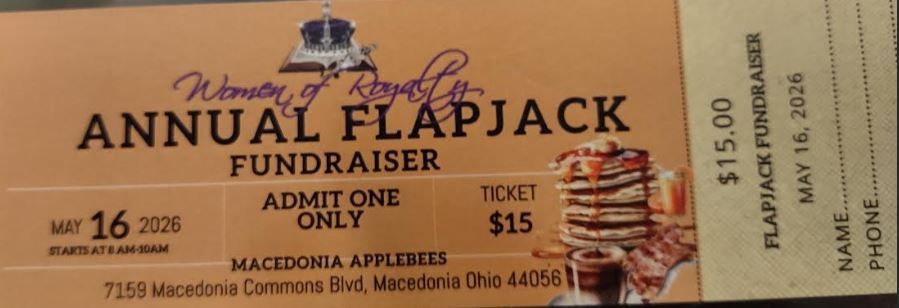 Women of Royalty
ANNUAL FLAPJACK
FUNDRAISER
MAY 16 2026
STARTS AT 8 AM-10AM
ADMIT ONE
ONLY
TICKET
$15
MACEDONIA APPLEBEES
7159 Macedonia Commons Blvd, Macedonia Ohio 44056
$15.00
FLAPJACK FUNDRAISER
MAY 16, 2026
NAME....................
PHONE....................